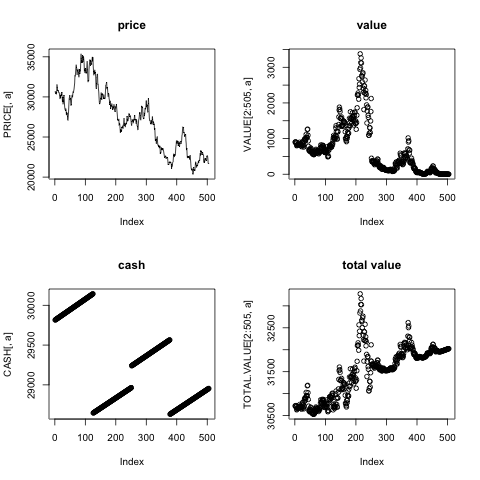 price
PRICE[, a]
20000 25000 30000 35000
0 100 200 300 400 500
Index
value
VALUE[2:505, a]
0 1000 2000 3000
0 100 200 300 400 500
Index
cash
CASH[, a]
29000 29500 30000
0 100 200 300 400 500
Index
total value
TOTAL.VALUE[2:505, a]
30500 31500 32500
0 100 200 300 400 500
Index